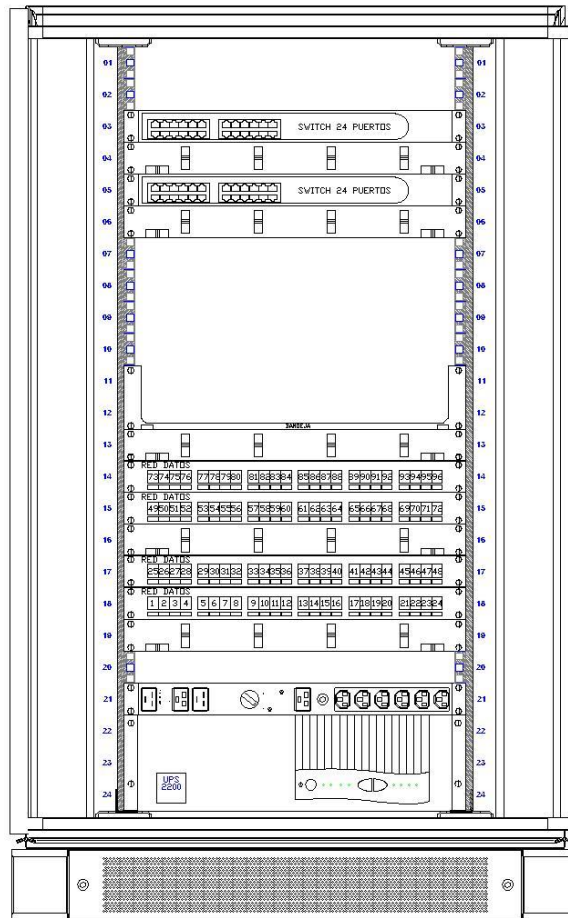 01 01
02 02
03 SWITCH 24 PUERTOS 03
04 04
05 SWITCH 24 PUERTOS 05
06 06
07 07
08 08
09 09
10 10
11 11
12 12
BANDEJA
13 13
RED DATOS
14 73 74 75 76 77 78 79 80 81 82 83 84 85 86 87 88 89 90 91 92 93 94 95 96 14
RED DATOS
15 49 50 51 52 53 54 55 56 57 58 59 60 61 62 63 64 65 66 67 68 69 70 71 72 15
16 16
RED DATOS
17 25 26 27 28 29 30 31 32 33 34 35 36 37 38 39 40 41 42 43 44 45 46 47 48 17
RED DATOS
18 1 2 3 4 5 6 7 8 9 10 11 12 13 14 15 16 17 18 19 20 21 22 23 24 18
19 19
20 20
21 21
22 22
23 23
UPS
2200
24 24